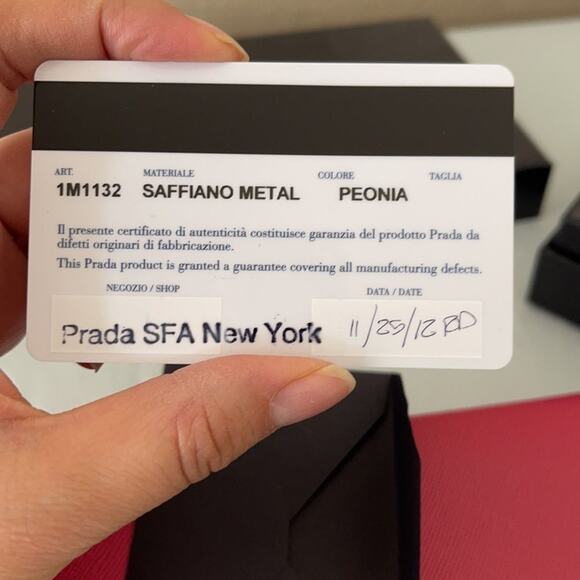 ART. MATERIALE COLORE TAGLIA
1M1132 SAFFIANO METAL PEONIA
Il presente certificato di autenticità costituisce garanzia del prodotto Prada da
difetti originari di fabbricazione.
This Prada product is granted a guarantee covering all manufacturing defects.
NEGOZIO / SHOP DATA / DATE
Prada SFA New York 11/25/12 RD